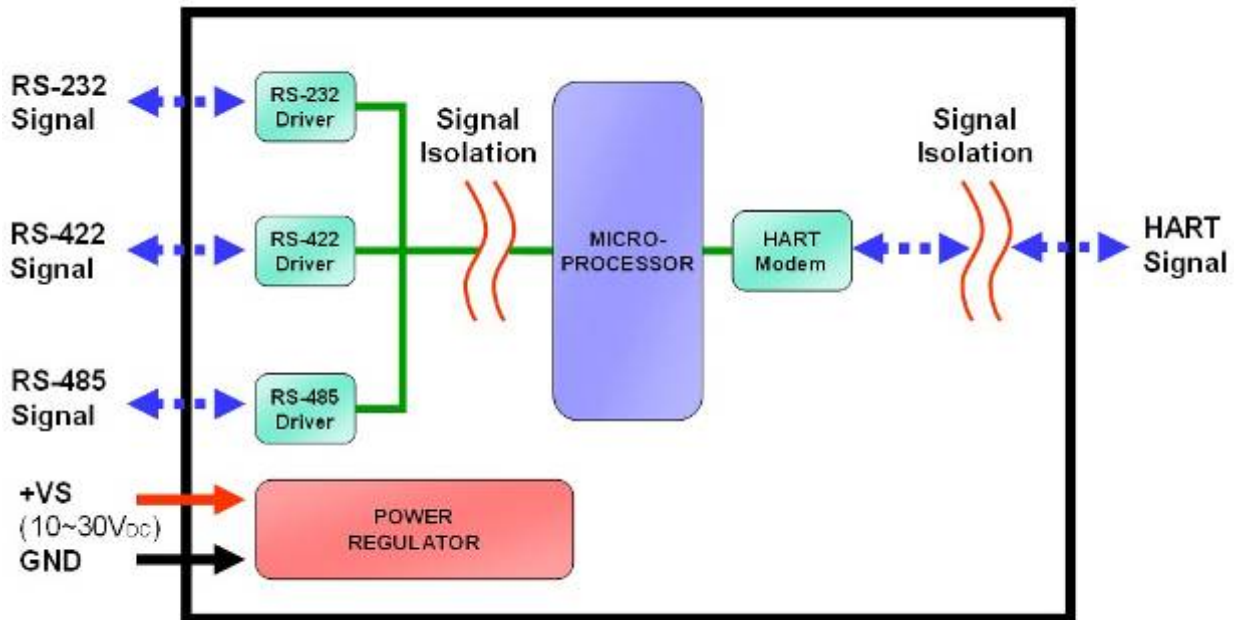 RS-232
Signal
RS-232
Driver
Signal
Isolation
Signal
Isolation
RS-422
Signal
RS-422
Driver
MICRO-
PROCESSOR
HART
Modem
HART
Signal
RS-485
Signal
RS-485
Driver
+VS
(10~30VDC)
GND
POWER
REGULATOR